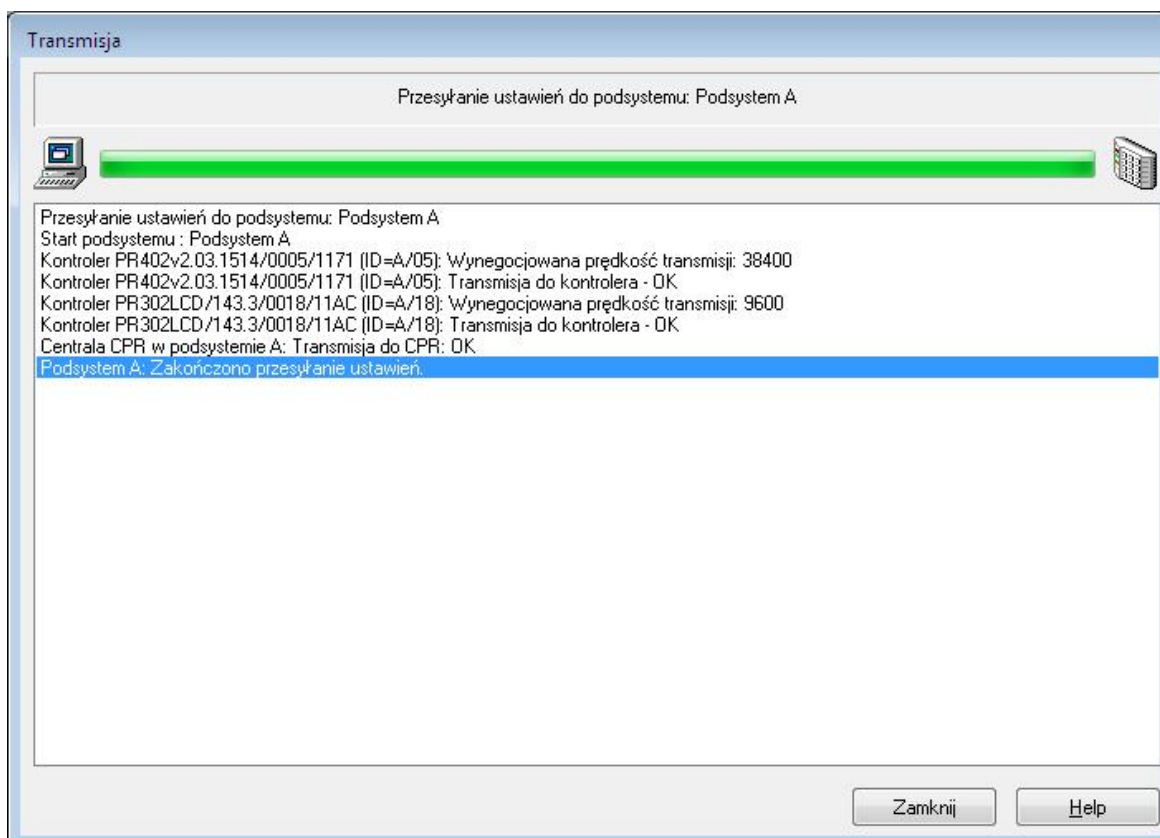 Transmisja
Przesyłanie ustawień do podsystemu: Podsystem A
Przesyłanie ustawień do podsystemu: Podsystem A
Start podsystemu : Podsystem A
Kontroler PR402v2.03.1514/0005/1171 (ID=A/05): Wynegocjowana prędkość transmisji: 38400
Kontroler PR402v2.03.1514/0005/1171 (ID=A/05): Transmisja do kontrolera - OK
Kontroler PR302LCD/143.3/0018/11AC (ID=A/18): Wynegocjowana prędkość transmisji: 9600
Kontroler PR302LCD/143.3/0018/11AC (ID=A/18): Transmisja do kontrolera - OK
Centrala CPR w podsystemie A: Transmisja do CPR: OK
Podsystem A: Zakończono przesyłanie ustawień.
Zamknij
Help